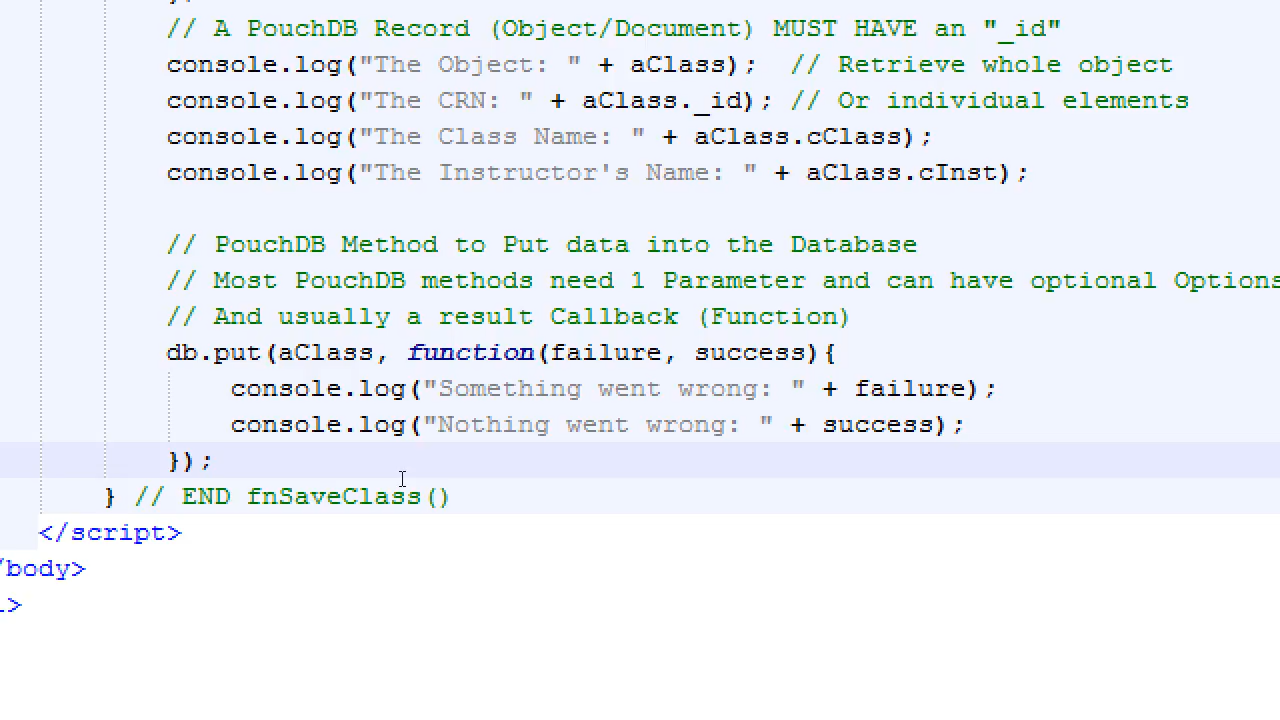 // A PouchDB Record (Object/Document) MUST HAVE an "_id"
console.log("The Object: " + aClass);  // Retrieve whole object
console.log("The CRN: " + aClass._id); // Or individual elements
console.log("The Class Name: " + aClass.cClass);
console.log("The Instructor's Name: " + aClass.cInst);
// PouchDB Method to Put data into the Database
// Most PouchDB methods need 1 Parameter and can have optional Options
// And usually a result Callback (Function)
db.put(aClass, function(failure, success){
console.log("Something went wrong: " + failure);
console.log("Nothing went wrong: " + success);
});
} // END fnSaveClass()
</script>
/body>
>